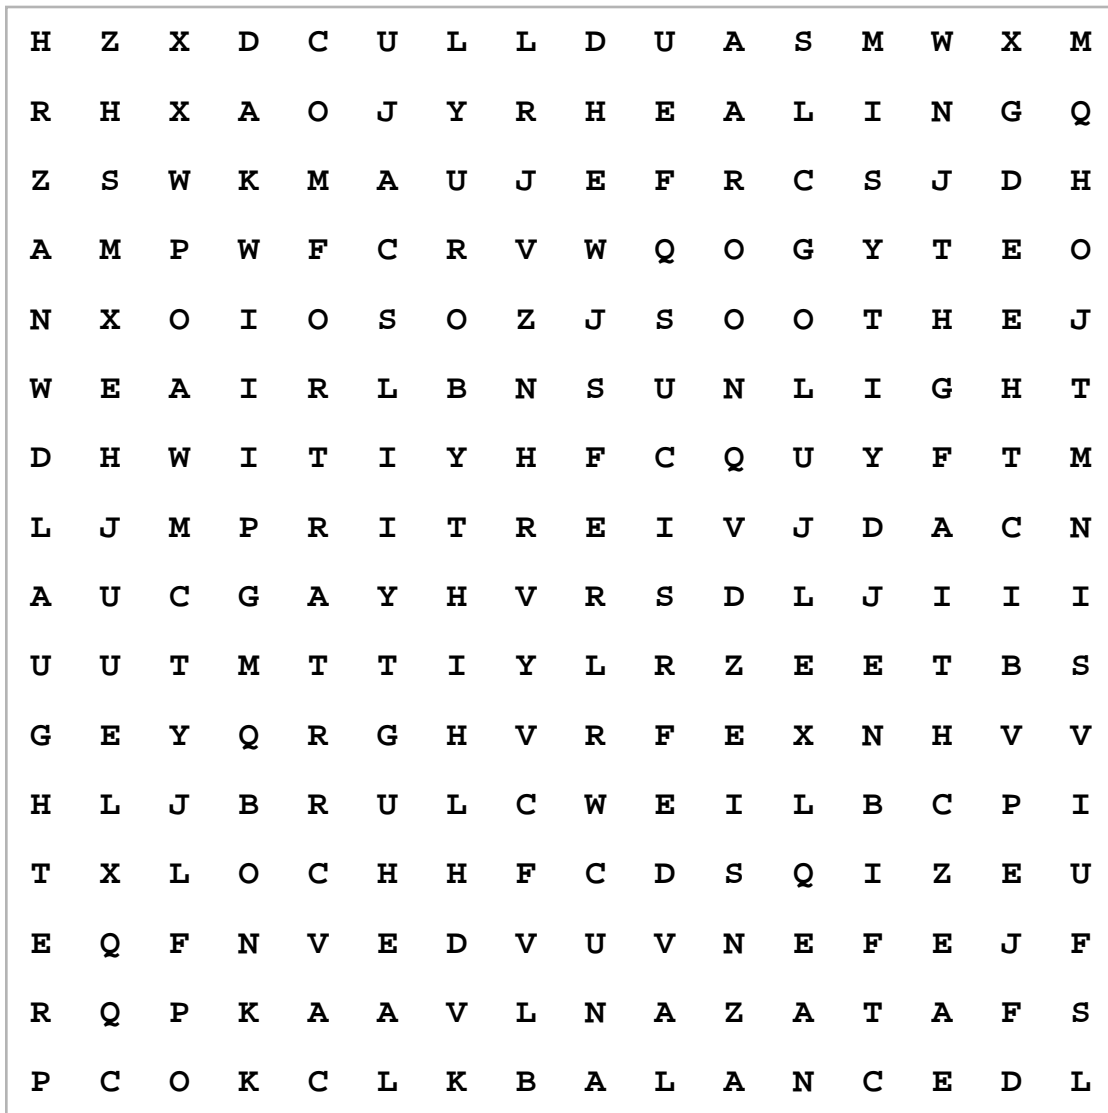 H Z X D C U L L D U A S M W X M
R H X A O J Y R H E A L I N G Q
Z S W K M A U J E F R C S J D H
A M P W F C R V W Q O G Y T E O
N X O I O S O Z J S O O T H E J
W E A I R L B N S U N L I G H T
D H W I T I Y H F C Q U Y F T M
L J M P R I T R E I V J D A C N
A U C G A Y H V R S D L J I I I
U U T M T T I Y L R Z E E T B S
G E Y Q R G H V R F E X N H V V
H L J B R U L C W E I L B C P I
T X L O C H H F C D S Q I Z E U
E Q F N V E D V U V N E F E J F
R Q P K A A V L N A Z A T A F S
P C O K C L K B A L A N C E D L